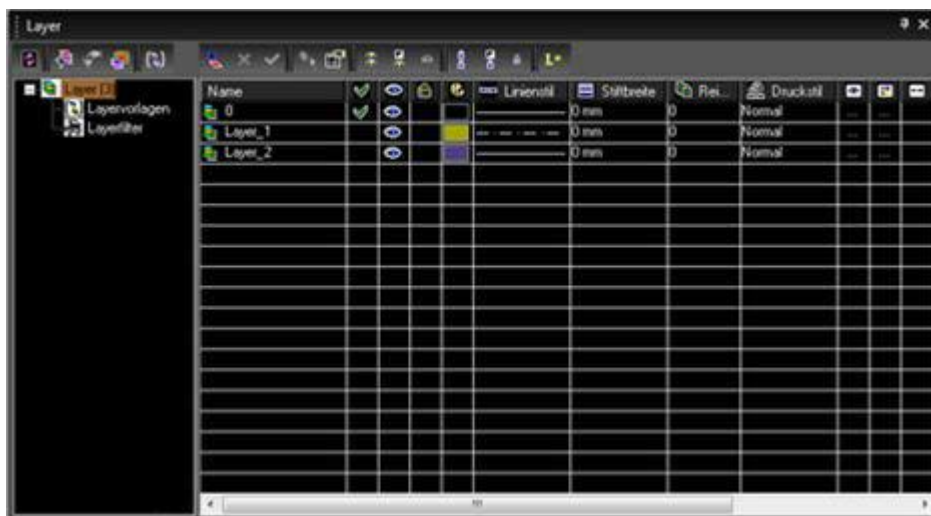 Layer
Layer [3]
Layervorlagen
Layerfilter
Name Linienstil Stiftbreite Rei... Druckstil
0 0 mm 0 Normal ... ...
Layer_1 0 mm 0 Normal ... ...
Layer_2 0 mm 0 Normal ... ...